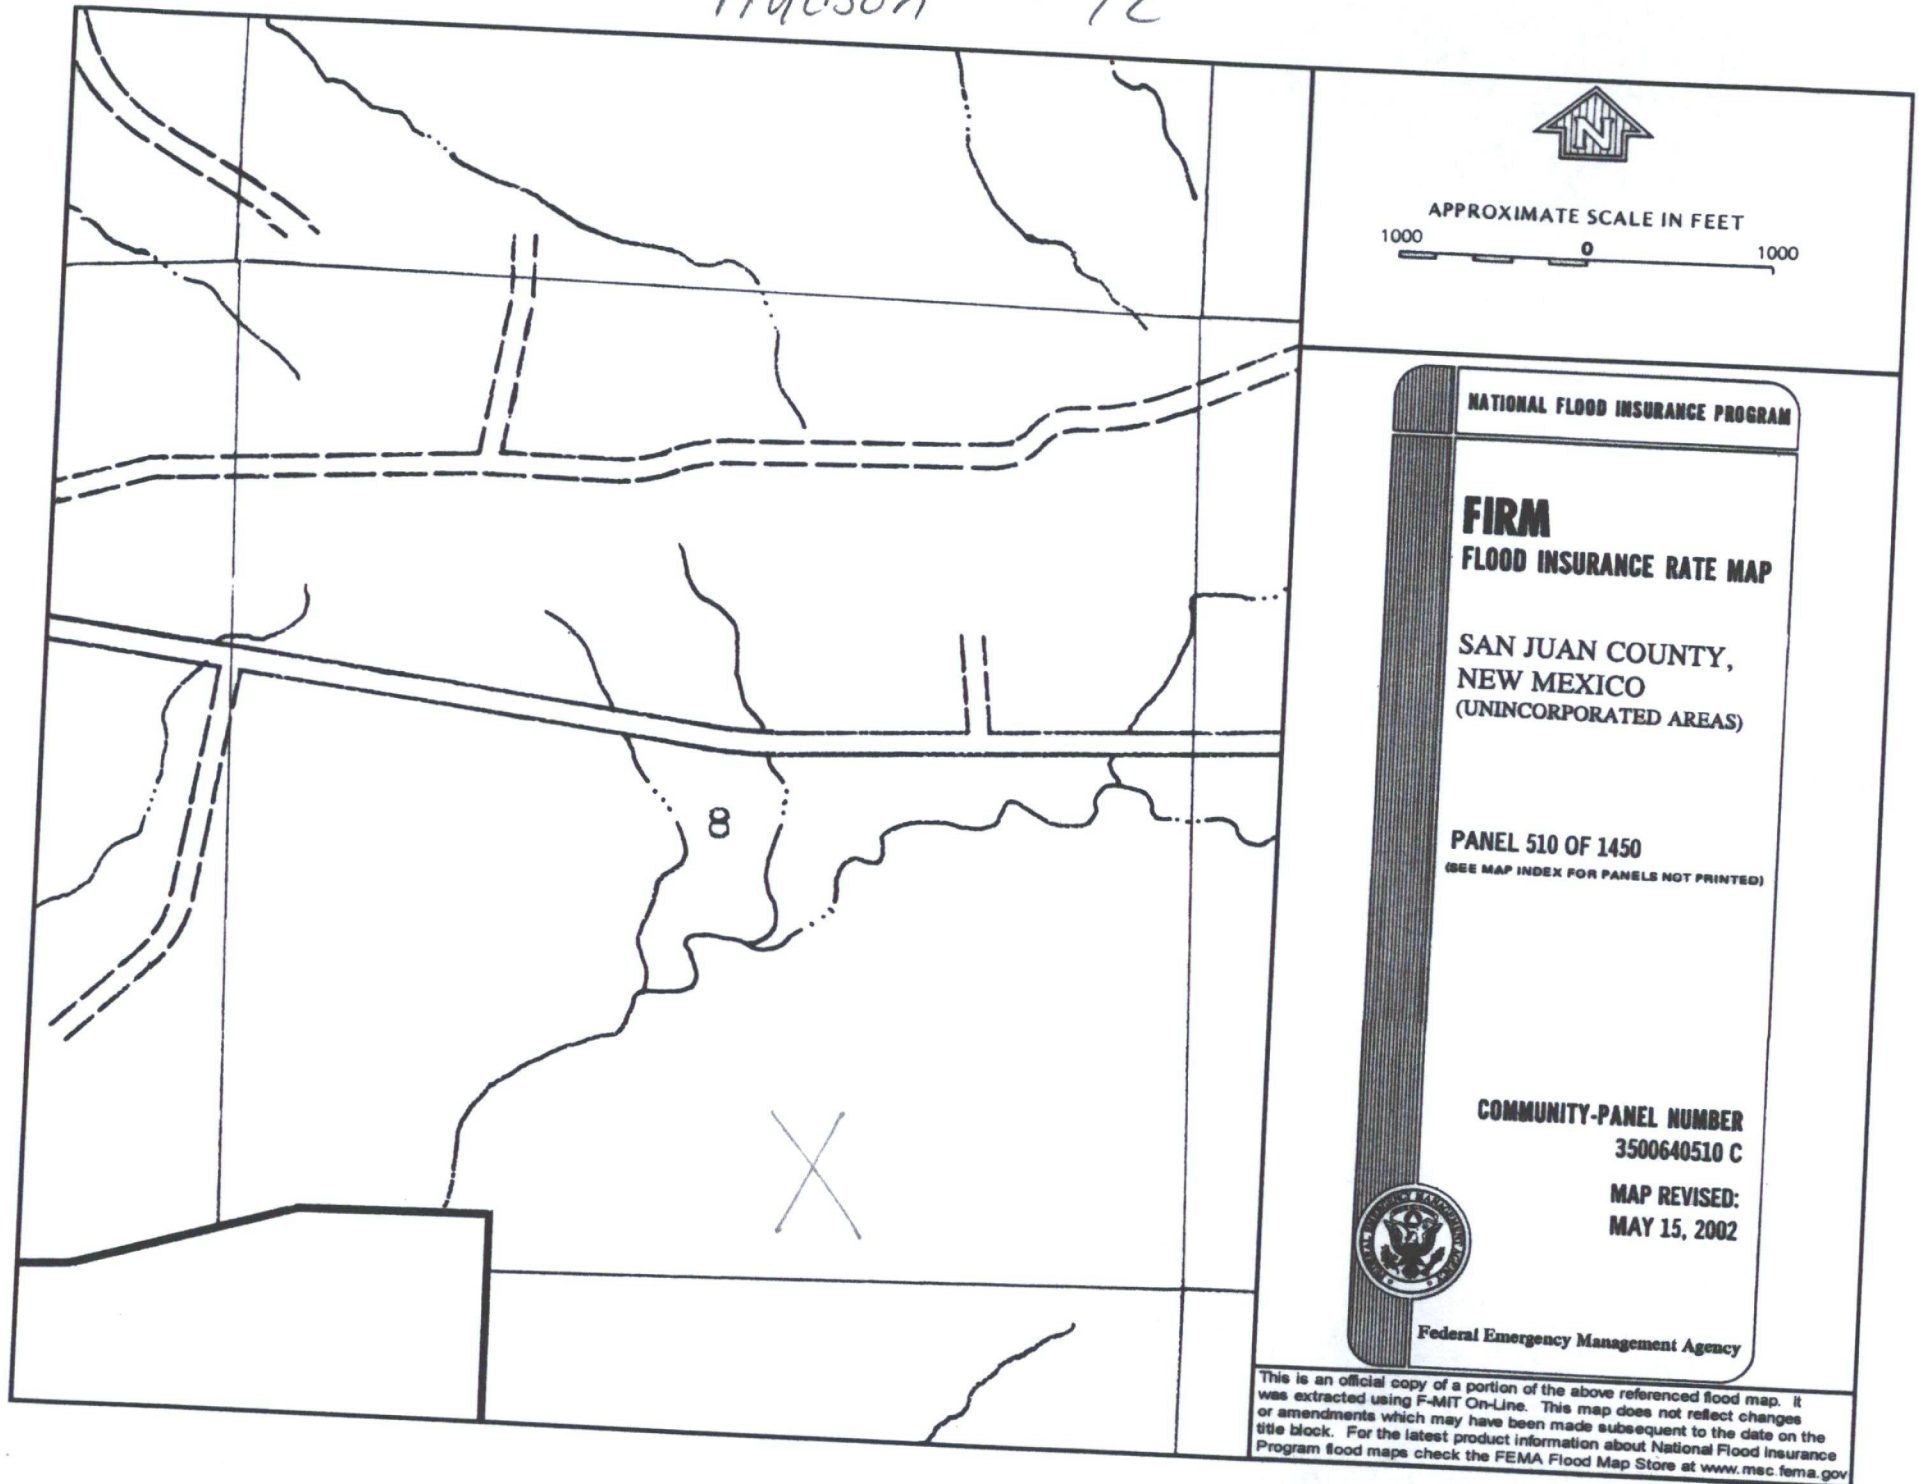 APPROXIMATE SCALE IN FEET
1000 0 1000
NATIONAL FLOOD INSURANCE PROGRAM
FIRM
FLOOD INSURANCE RATE MAP
SAN JUAN COUNTY,
NEW MEXICO
(UNINCORPORATED AREAS)
PANEL 510 OF 1450
(SEE MAP INDEX FOR PANELS NOT PRINTED)
COMMUNITY-PANEL NUMBER
3500640510 C
MAP REVISED:
MAY 15, 2002
Federal Emergency Management Agency
This is an official copy of a portion of the above referenced flood map. It
was extracted using F-MIT On-Line. This map does not reflect changes
or amendments which may have been made subsequent to the date on the
title block. For the latest product information about National Flood Insurance
Program flood maps check the FEMA Flood Map Store at www.msc.fema.gov
N
8
X